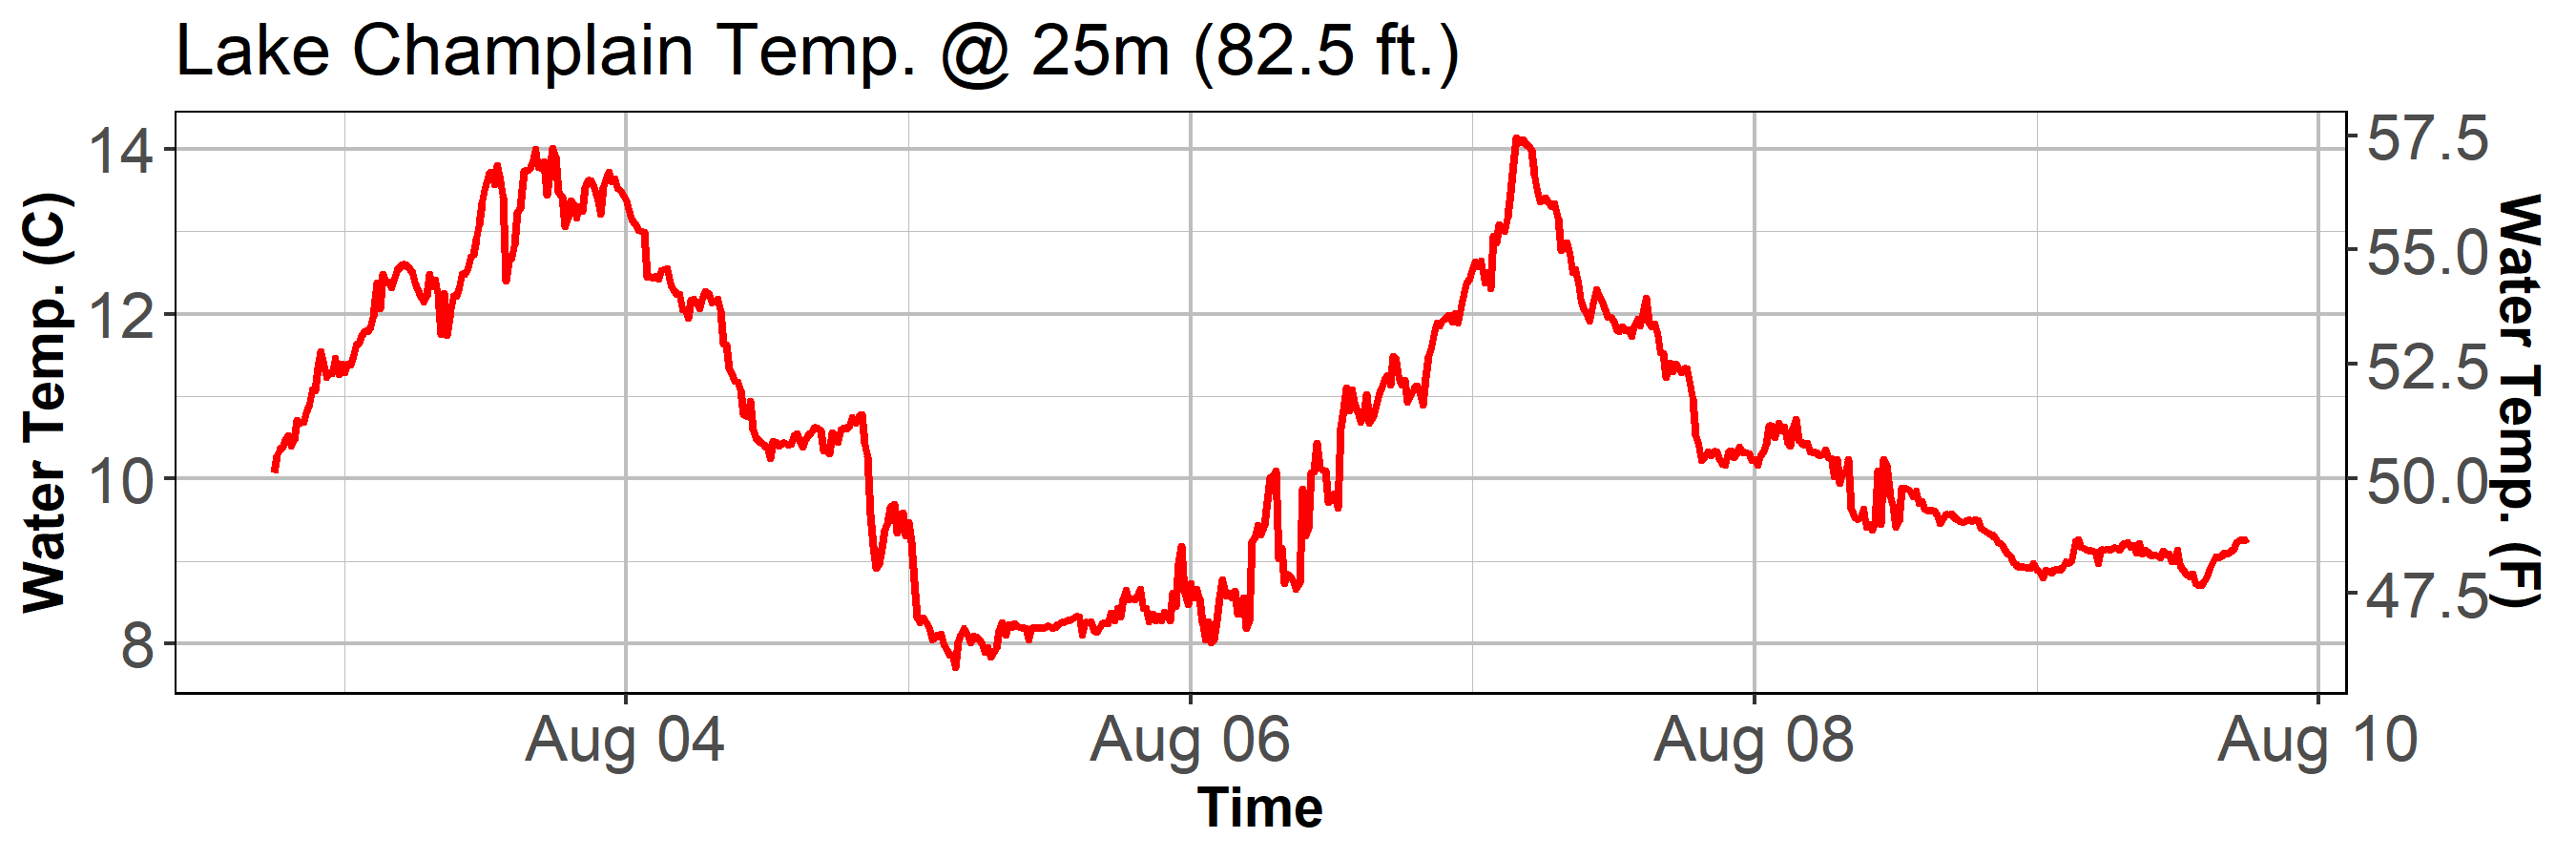 Lake Champlain Temp. @ 25m (82.5 ft.)
Water Temp. (C)
14
12
10
8
57.5
55.0
52.5
50.0
47.5
Water Temp. (F)
Aug 04 Aug 06 Aug 08 Aug 10
Time